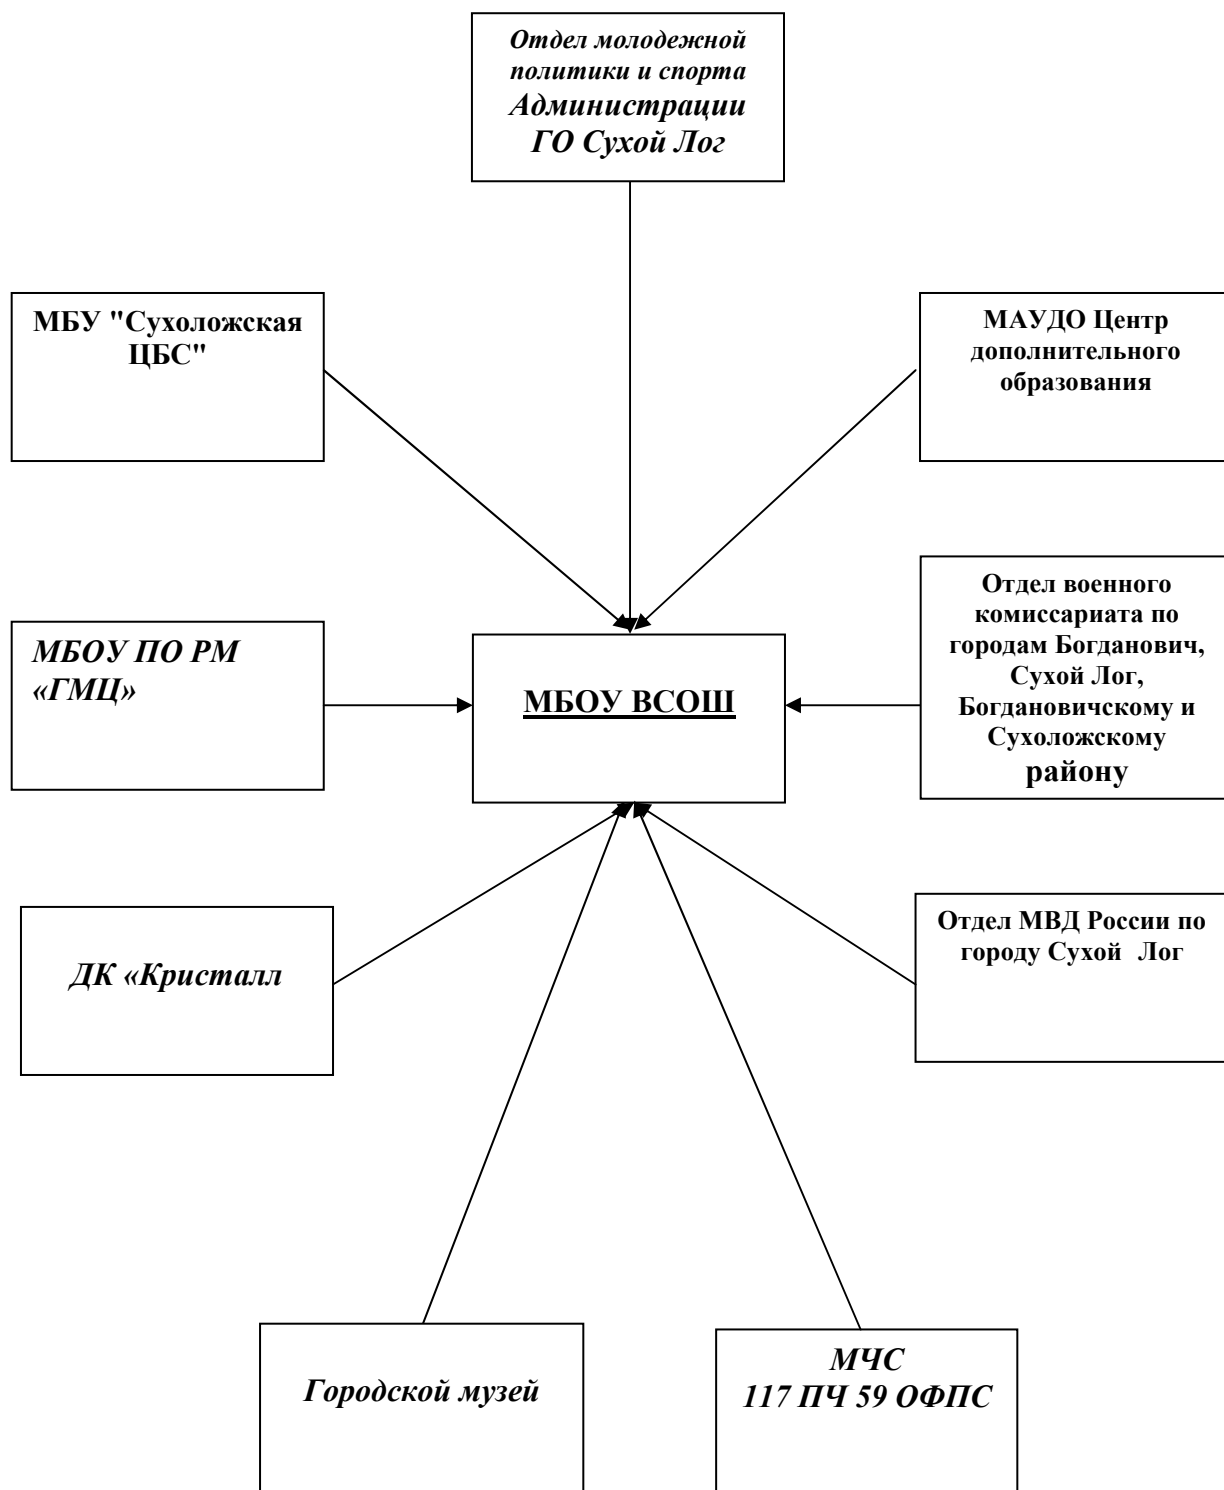 Отдел молодежной
политики и спорта
Администрации
ГО Сухой Лог
МБУ "Сухоложская
ЦБС"
МАУДО Центр
дополнительного
образования
МБОУ ПО РМ
«ГМЦ»
МБОУ ВСОШ
Отдел военного
комиссариата по
городам Богданович,
Сухой Лог,
Богдановичскому и
Сухоложскому
району
ДК «Кристалл
Отдел МВД России по
городу Сухой  Лог
Городской музей
МЧС
117 ПЧ 59 ОФПС